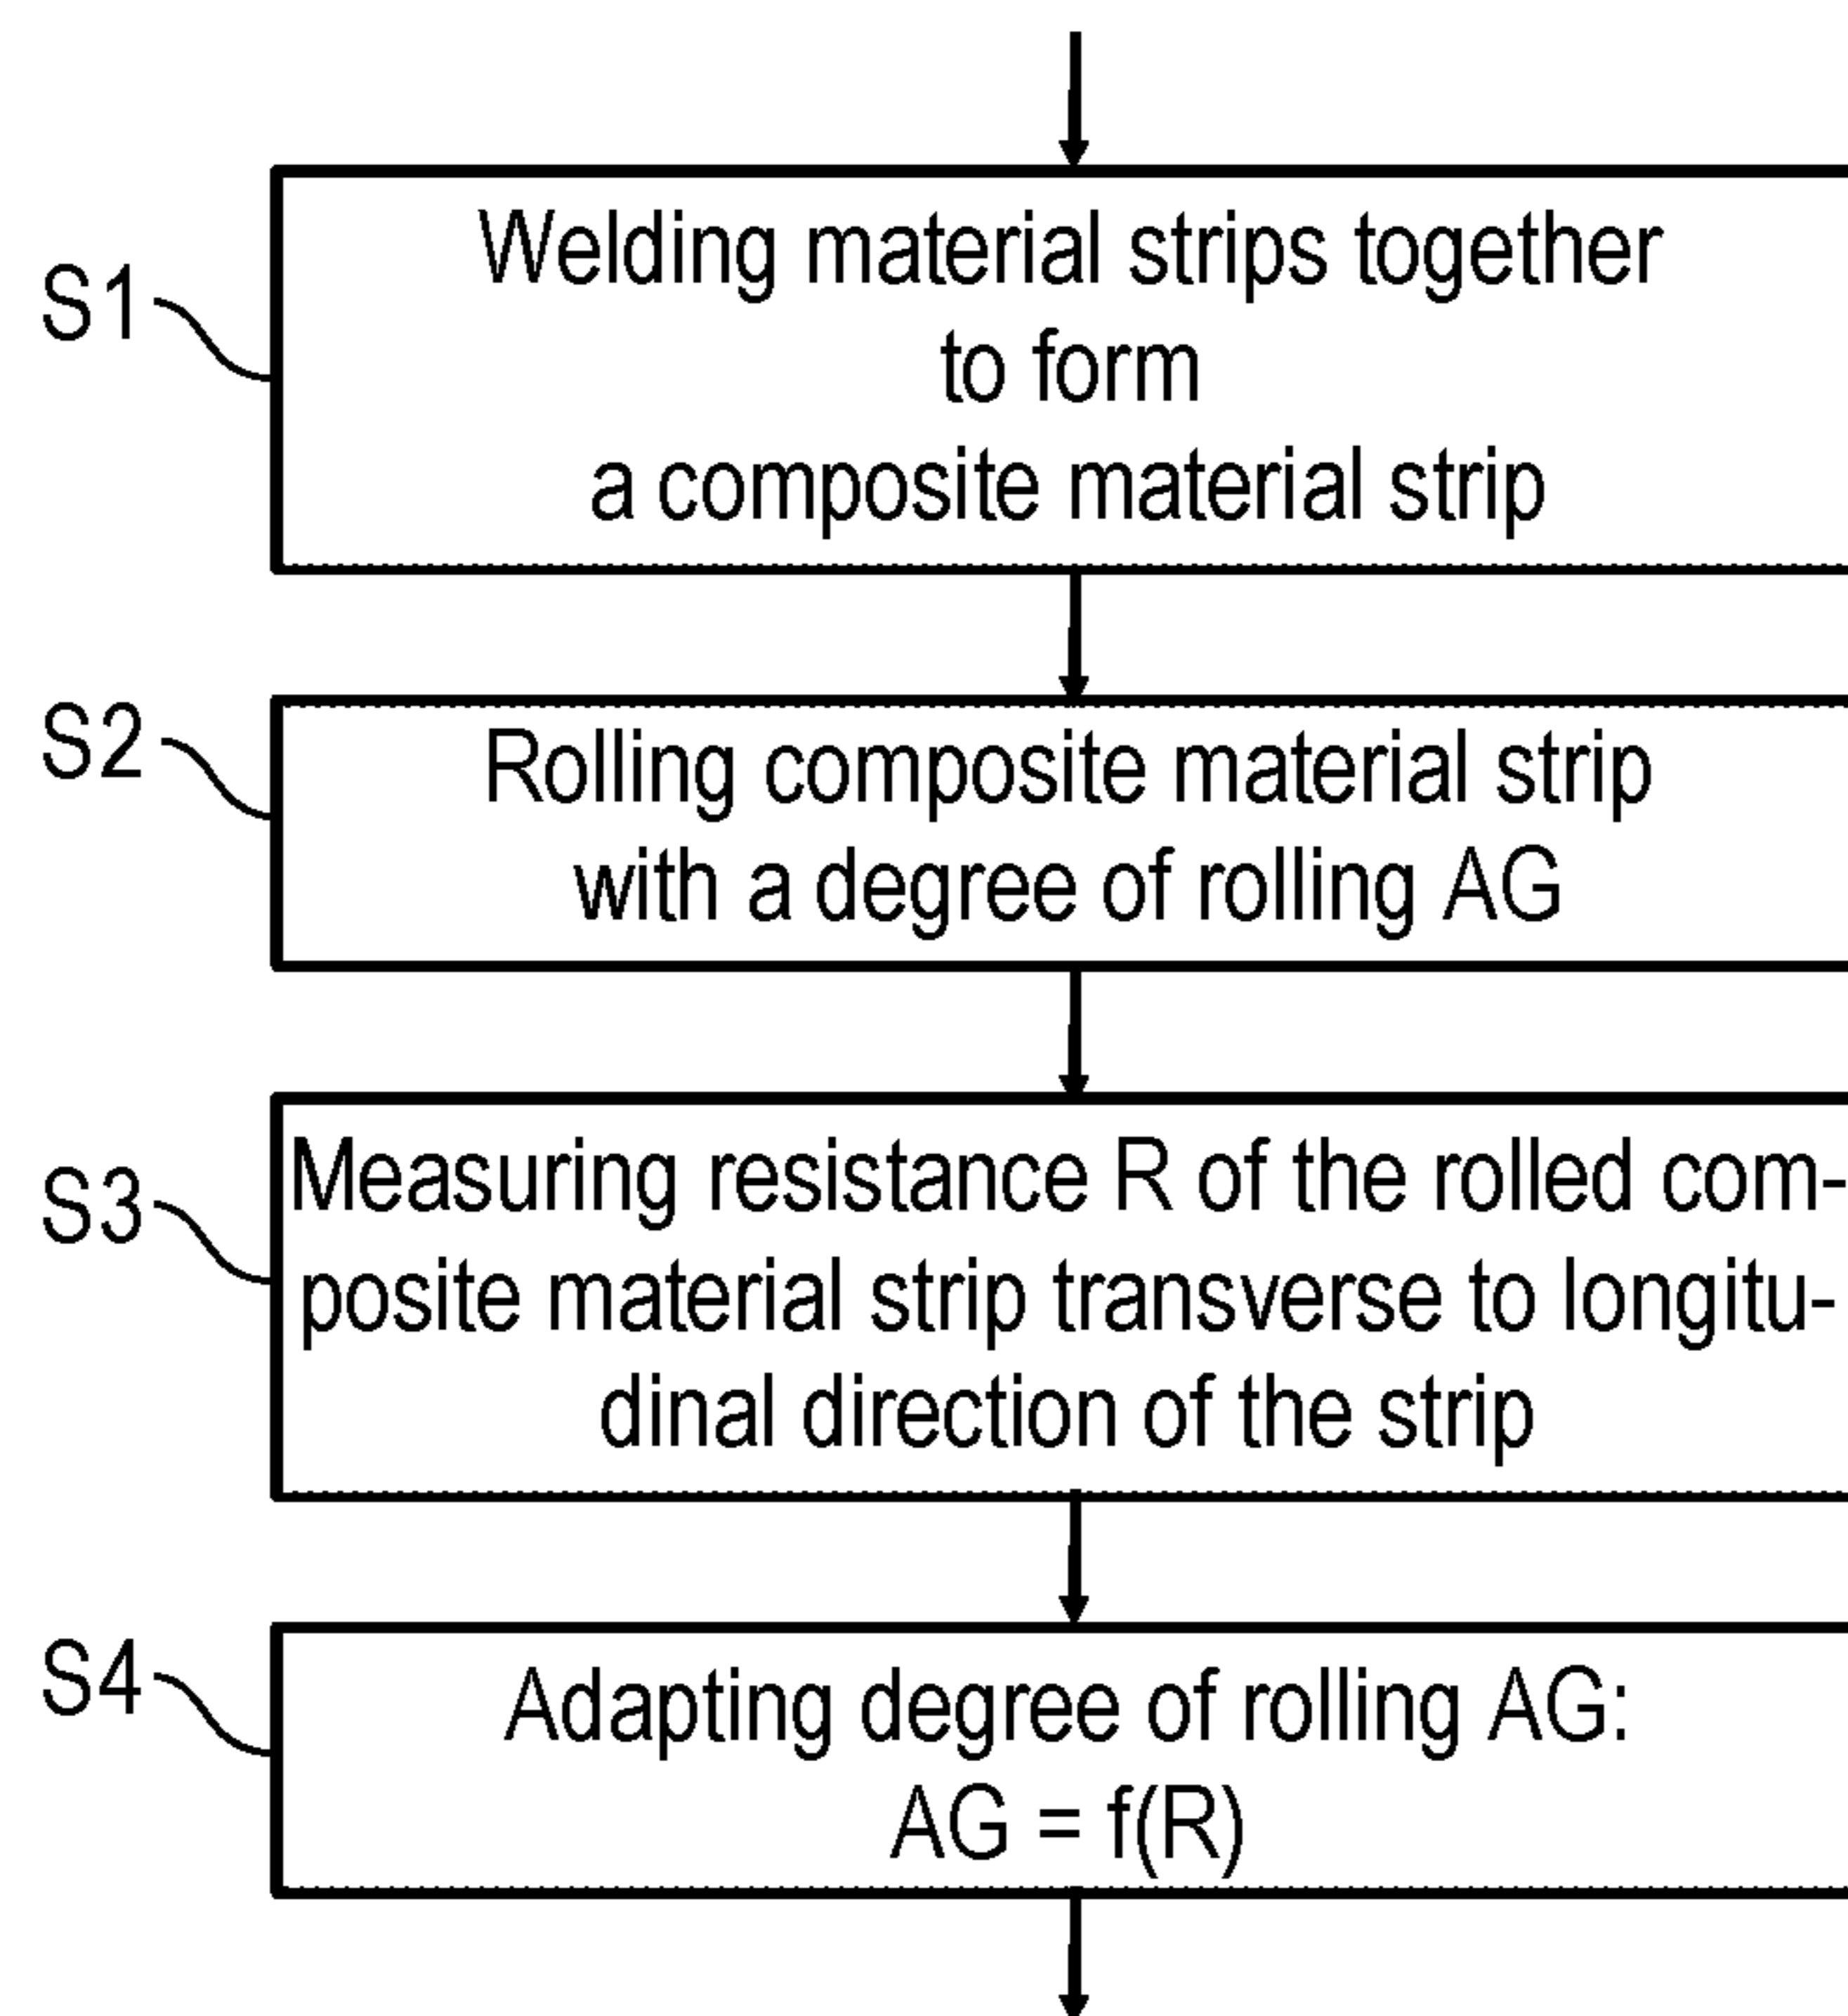 S1
Welding material strips together
to form
a composite material strip
S2
Rolling composite material strip
with a degree of rolling AG
S3
Measuring resistance R of the rolled com-
posite material strip transverse to longitu-
dinal direction of the strip
S4
Adapting degree of rolling AG:
AG = f(R)